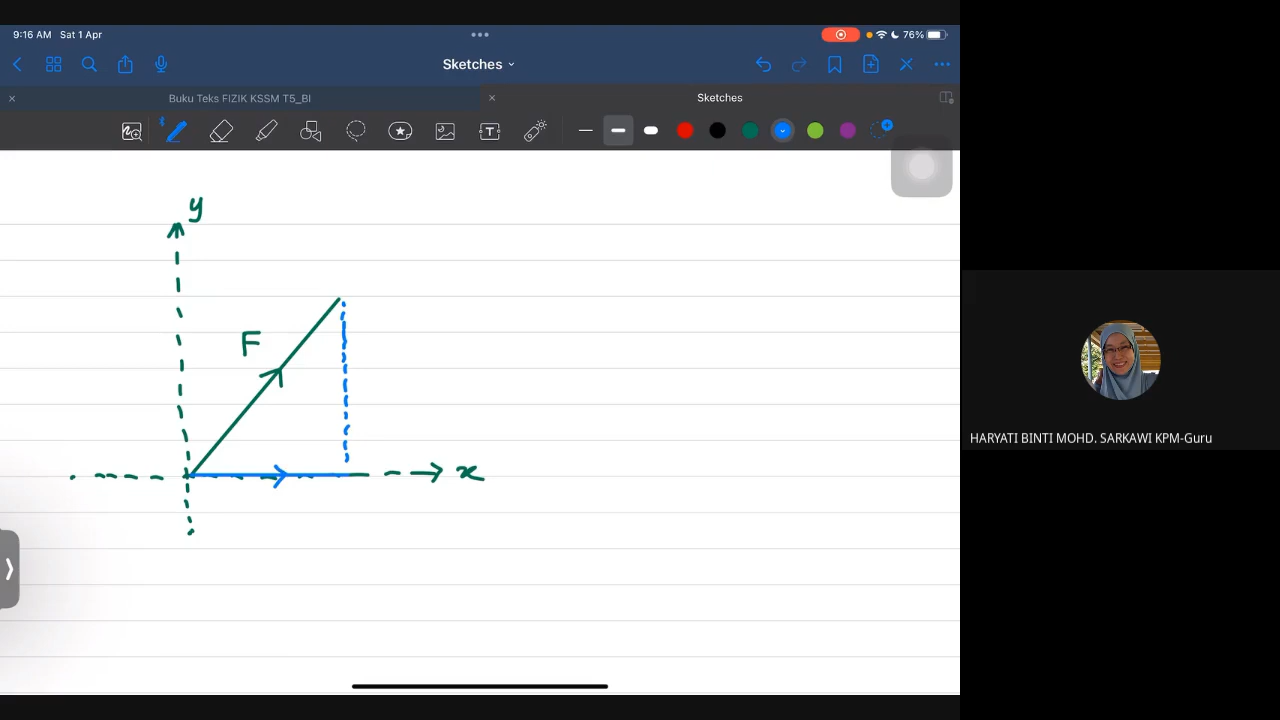 9:16 AM Sat 1 Apr
76%
Sketches
Buku Teks FIZIK KSSM T5_BI
Sketches
T
y
F
x
HARYATI BINTI MOHD. SARKAWI KPM-Guru